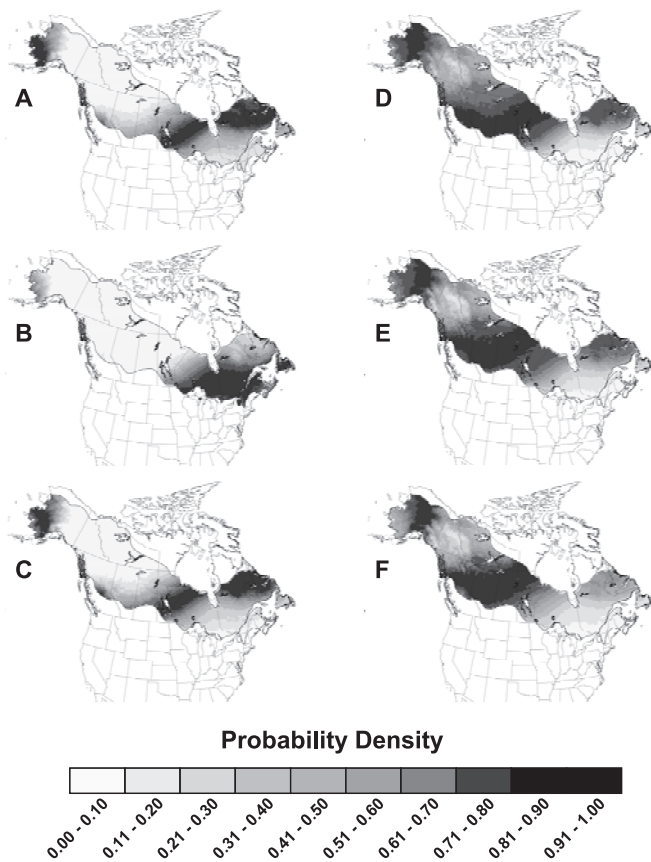 A
D
B
E
C
F
Probability Density
0.00 - 0.10
0.11 - 0.20
0.21 - 0.30
0.31 - 0.40
0.41 - 0.50
0.51 - 0.60
0.61 - 0.70
0.71 - 0.80
0.81 - 0.90
0.91 - 1.00